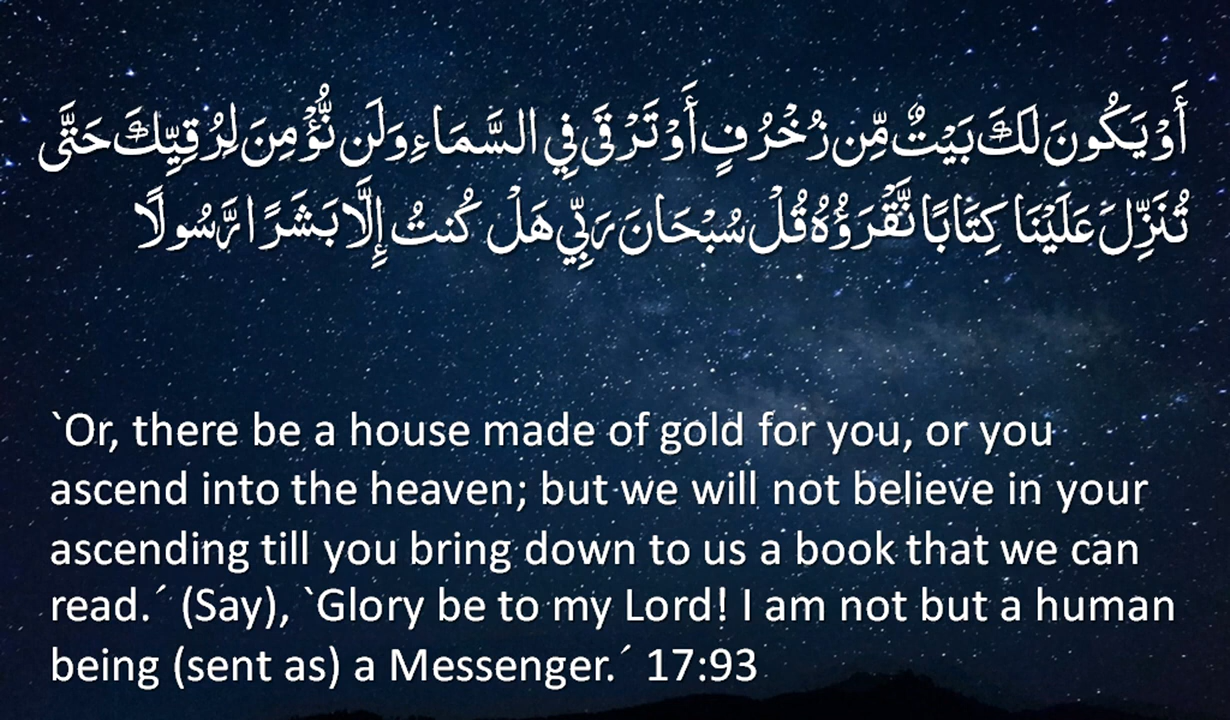 أَوْ يَكُونَ لَكَ بَيْتٌ مِّن زُخْرُفٍ أَوْ تَرْقَىٰ فِي السَّمَاءِ وَلَن نُّؤْمِنَ لِرُقِيِّكَ حَتَّىٰ
تُنَزِّلَ عَلَيْنَا كِتَابًا نَّقْرَؤُهُ قُلْ سُبْحَانَ رَبِّي هَلْ كُنتُ إِلَّا بَشَرًا رَّسُولًا
`Or, there be a house made of gold for you, or you
ascend into the heaven; but we will not believe in your
ascending till you bring down to us a book that we can
read.´ (Say), `Glory be to my Lord! I am not but a human
being (sent as) a Messenger.´ 17:93